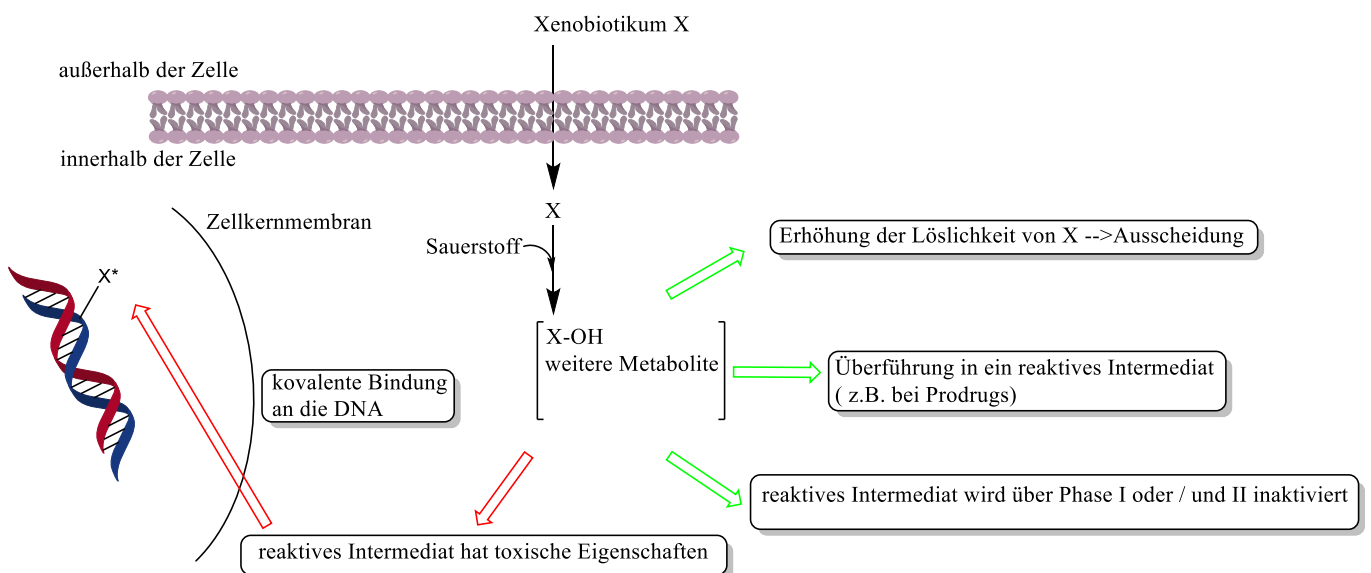 Xenobiotikum X
außerhalb der Zelle
innerhalb der Zelle
Zellkernmembran
X
Sauerstoff
Erhöhung der Löslichkeit von X -->Ausscheidung
X*
X-OH
weitere Metabolite
Überführung in ein reaktives Intermediat
( z.B. bei Prodrugs)
kovalente Bindung
an die DNA
reaktives Intermediat wird über Phase I oder / und II inaktiviert
reaktives Intermediat hat toxische Eigenschaften